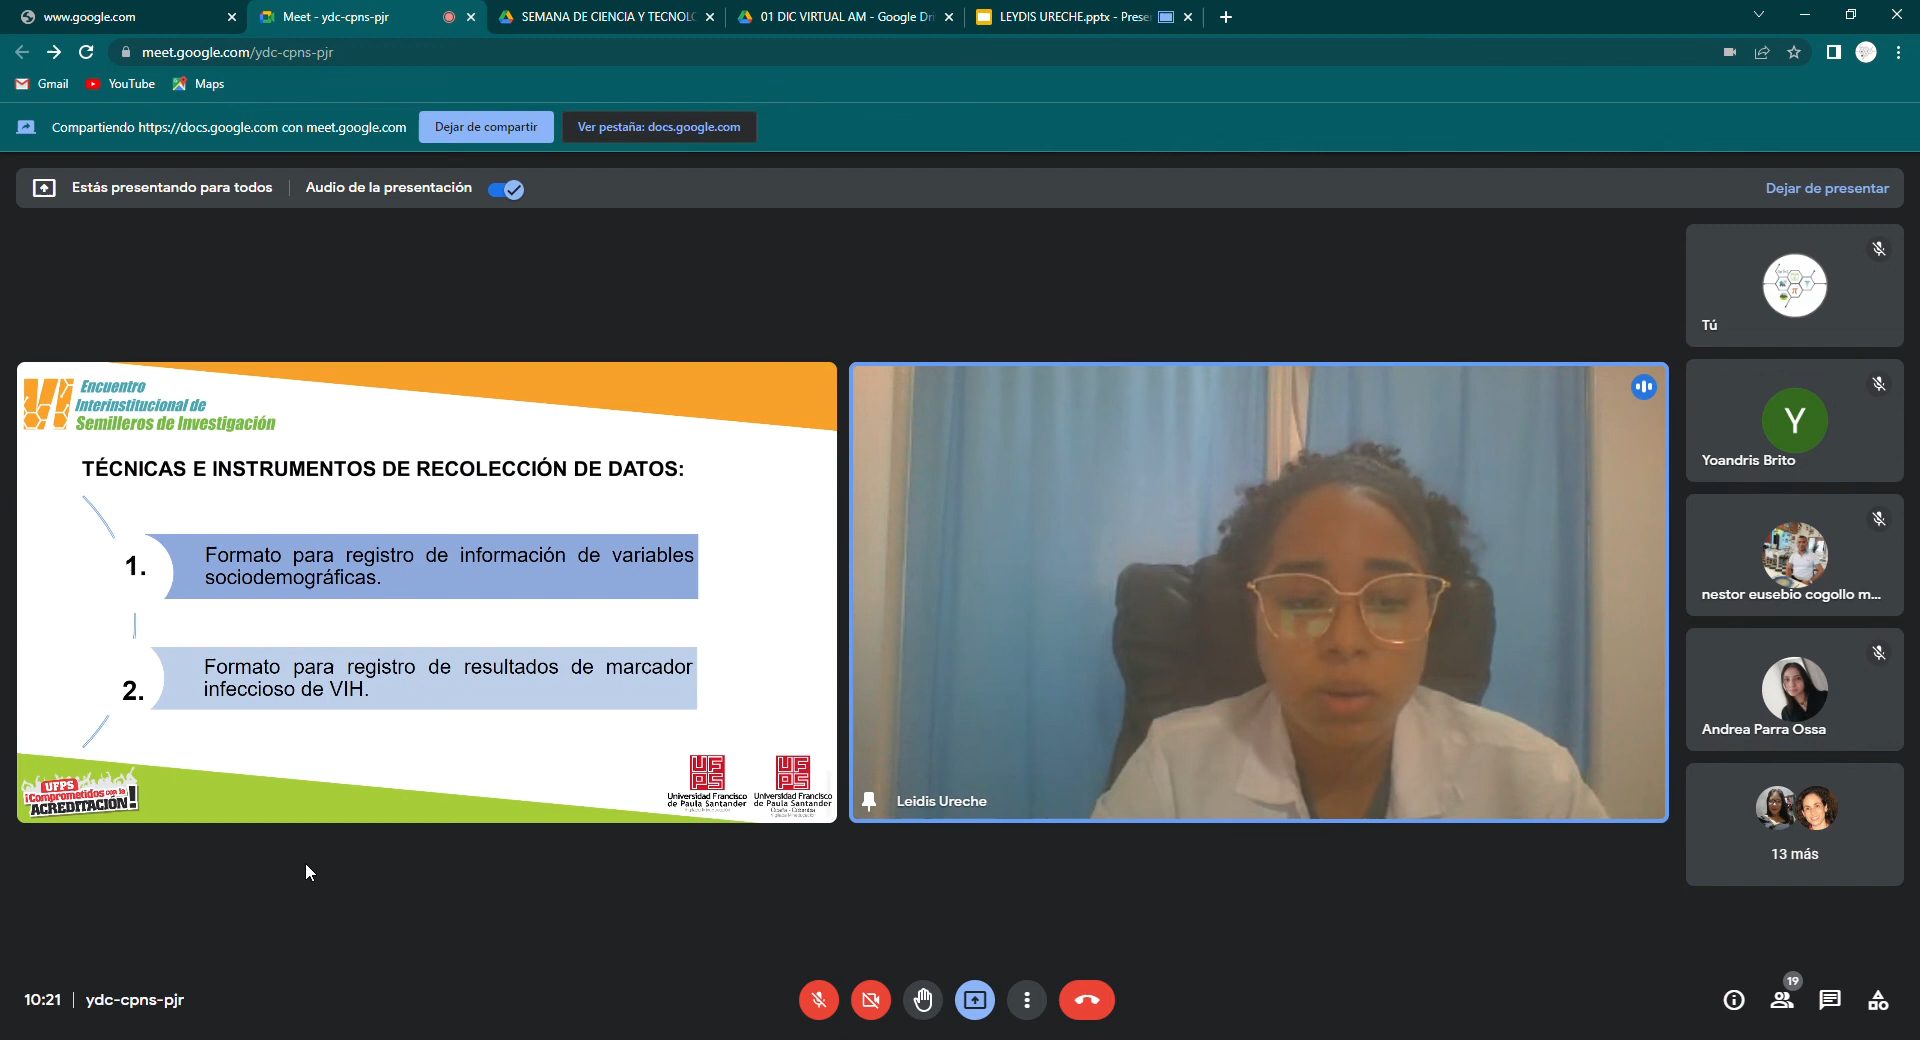 www.google.com
Meet - ydc-cpns-pjr
SEMANA DE CIENCIA Y TECNOL
01 DIC VIRTUAL AM - Google Dri
LEYDIS URECHE.pptx - Prese
meet.google.com/ydc-cpns-pjr
Gmail
YouTube
Maps
Compartiendo https://docs.google.com con meet.google.com
Dejar de compartir
Ver pestaña: docs.google.com
Estás presentando para todos
Audio de la presentación
Dejar de presentar
VI Encuentro
Interinstitucional de
Semilleros de Investigación
TÉCNICAS E INSTRUMENTOS DE RECOLECCIÓN DE DATOS:
1.
Formato para registro de información de variables
sociodemográficas.
2.
Formato para registro de resultados de marcador
infeccioso de VIH.
UFPS
¡Comprometidos con la
ACREDITACIÓN!
UFPS
Universidad Francisco
de Paula Santander
UFPS
Universidad Francisco
de Paula Santander
Ocaña - Colombia
Leidis Ureche
Tú
Y
Yoandris Brito
nestor eusebio cogollo m...
Andrea Parra Ossa
13 más
10:21
ydc-cpns-pjr
19